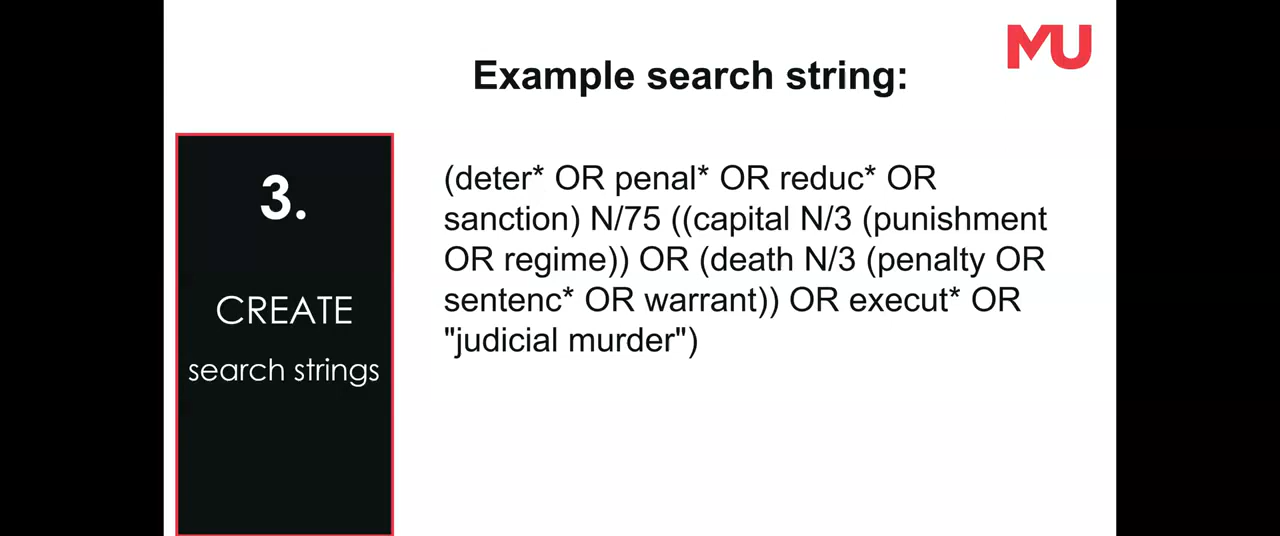 MU
Example search string:
3.
CREATE
search strings
(deter* OR penal* OR reduc* OR
sanction) N/75 ((capital N/3 (punishment
OR regime)) OR (death N/3 (penalty OR
sentenc* OR warrant)) OR execut* OR
"judicial murder")